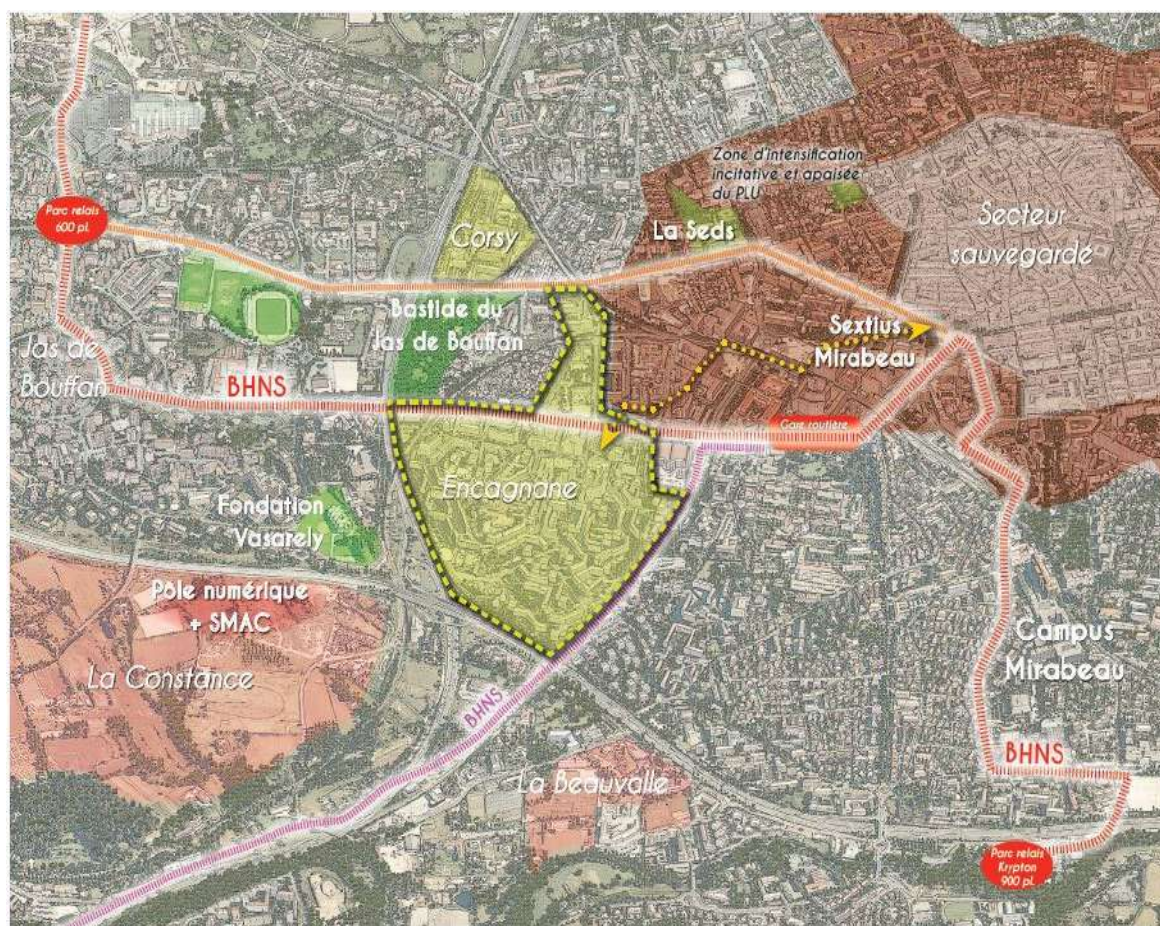 Zone d'intensification
incitative et apaisée
du PLU
Secteur
sauvegardé
Parc relais
600 pl.
Corsy
La Seds
Bastide du
Jas de Bouffan
Sextius
Mirabeau
Jas de
Bouffan
BHNS
Gare routière
Encagnane
Fondation
Vasarely
Pôle numérique
+ SMAC
La Constance
Campus
Mirabeau
BHNS
BHNS
La Beauvalle
Parc relais
Krypton
900 pl.